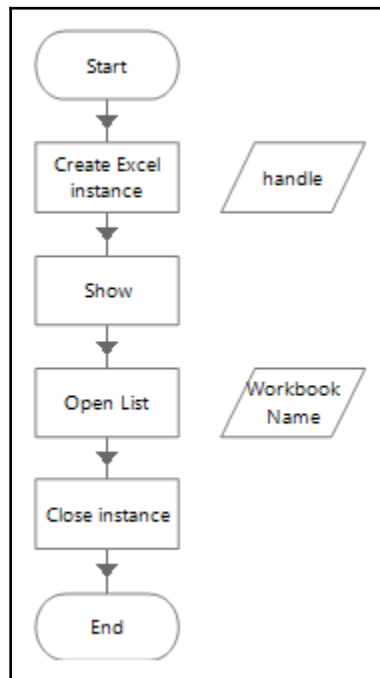 Start
Create Excel
instance
handle
Show
Open List
Workbook
Name
Close instance
End